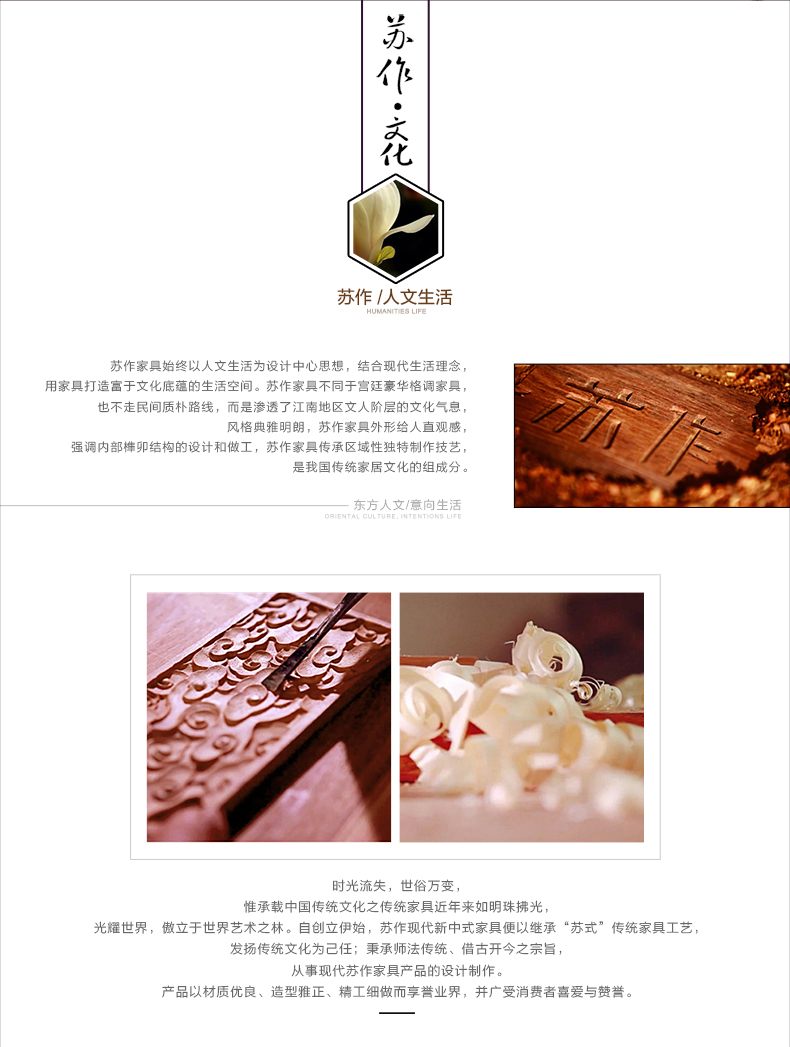 苏作·文化
苏作 /人文生活
HUMANITIES LIFE
苏作家具始终以人文生活为设计中心思想，结合现代生活理念，
用家具打造富于文化底蕴的生活空间。苏作家具不同于宫廷豪华格调家具，
也不走民间质朴路线，而是渗透了江南地区文人阶层的文化气息，
风格典雅明朗，苏作家具外形给人直观感，
强调内部榫卯结构的设计和做工，苏作家具传承区域性独特制作技艺，
是我国传统家居文化的组成分。
苏作
东方人文/意向生活
ORIENTAL CULTURE, INTENTIONS LIFE
时光流失，世俗万变，
惟承载中国传统文化之传统家具近年来如明珠拂光，
光耀世界，傲立于世界艺术之林。自创立伊始，苏作现代新中式家具便以继承“苏式”传统家具工艺，
发扬传统文化为己任；秉承师法传统、借古开今之宗旨，
从事现代苏作家具产品的设计制作。
产品以材质优良、造型雅正、精工细做而享誉业界，并广受消费者喜爱与赞誉。